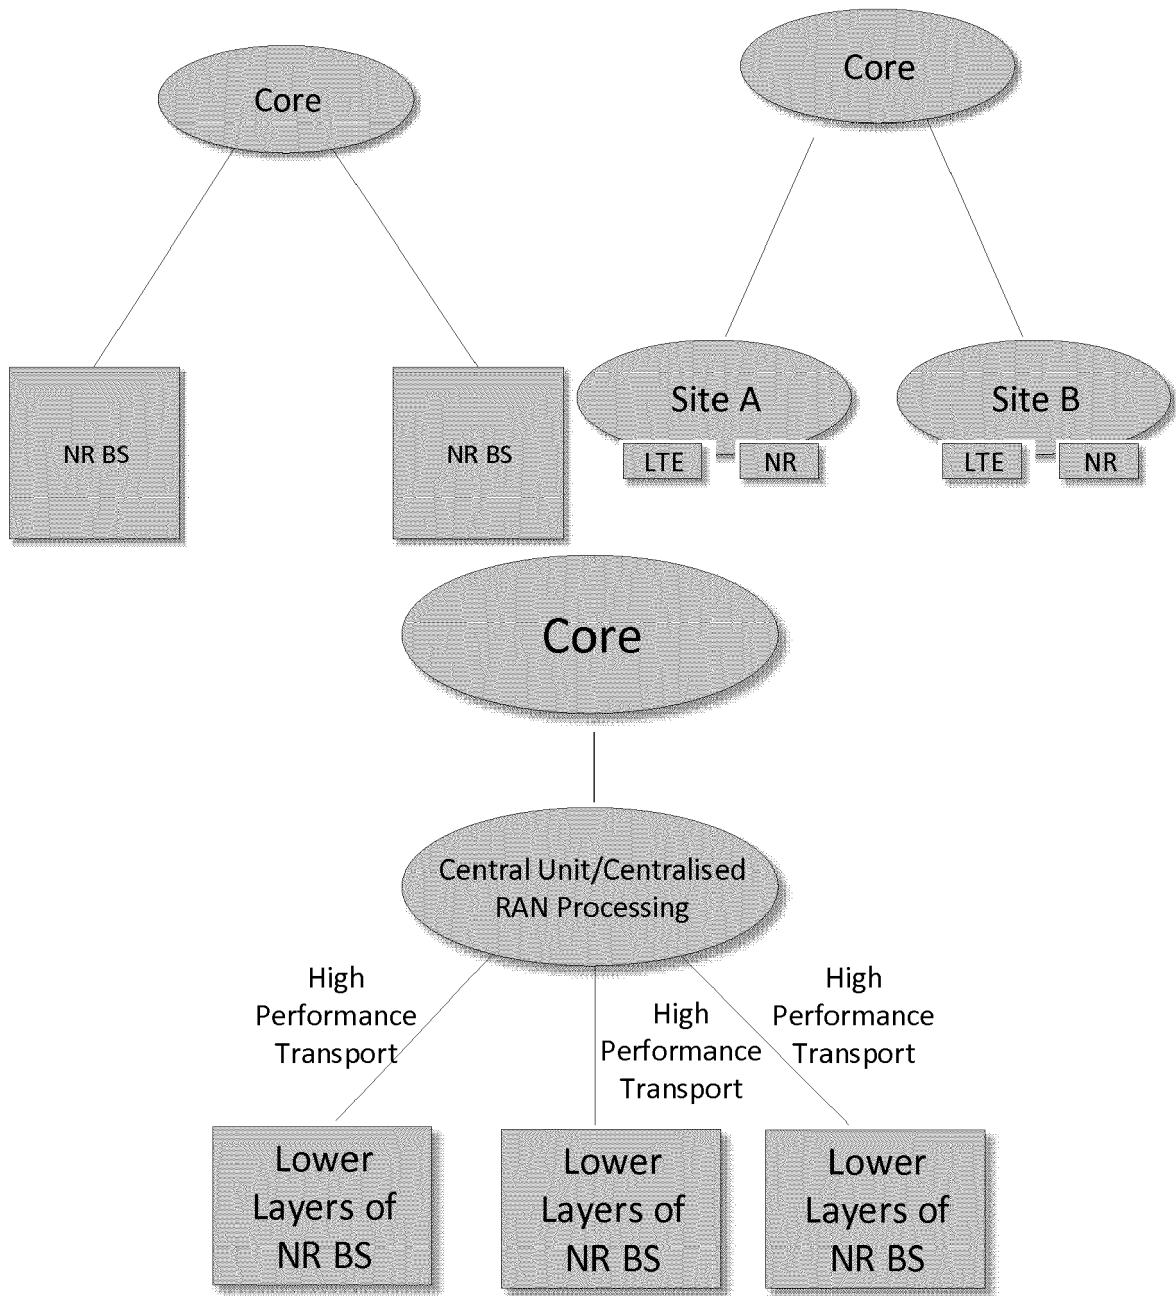 Core
NR BS
NR BS
Core
Site A
LTE
NR
Site B
LTE
NR
Core
Central Unit/Centralised
RAN Processing
High
Performance
Transport
High
Performance
Transport
High
Performance
Transport
Lower
Layers of
NR BS
Lower
Layers of
NR BS
Lower
Layers of
NR BS